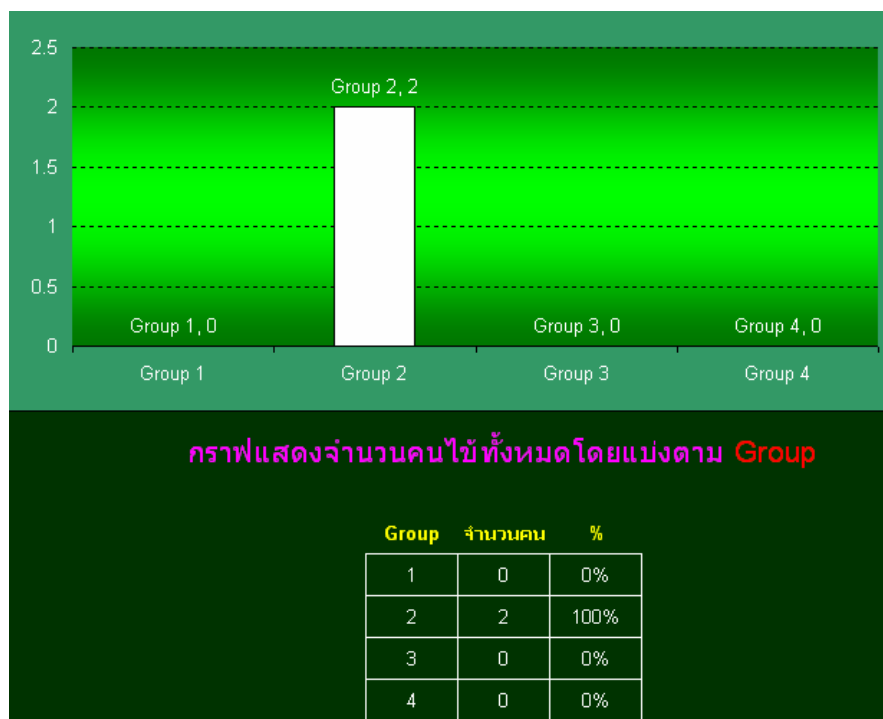 2.5
Group 2, 2
2
1.5
1
0.5
Group 1, 0 Group 3, 0 Group 4, 0
0
Group 1 Group 2 Group 3 Group 4
กราฟแสดงจำนวนคนไข้ทั้งหมดโดยแบ่งตาม Group
Group จำนวนคน %
1 0 0%
2 2 100%
3 0 0%
4 0 0%